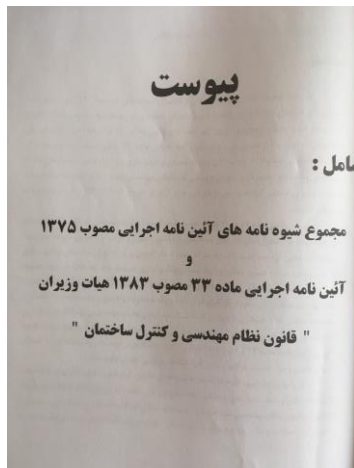 پیوست
شامل :
مجموع شیوه نامه های آئین نامه اجرایی مصوب ۱۳۷۵
و
آئین نامه اجرایی ماده ۳۳ مصوب ۱۳۸۳ هیات وزیران
" قانون نظام مهندسی و کنترل ساختمان "